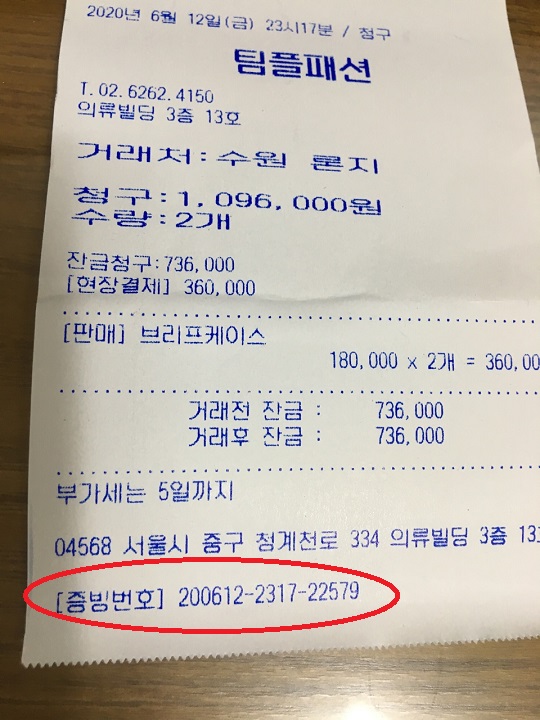 2020년 6월 12일(금) 23시17분 / 청구
팀플패션
T.02.6262.4150
의류빌딩 3층 13호
거래처:수원 론지
청구:1,096,000원
수량:2개
잔금청구:736,000
[현장결제] 360,000
[판매] 브리프케이스
180,000 x 2개 = 360,00
거래전 잔금 : 736,000
거래후 잔금 : 736,000
부가세는 5일까지
04568 서울시 중구 청계천로 334 의류빌딩 3층 13
[증빙번호] 200612-2317-22579